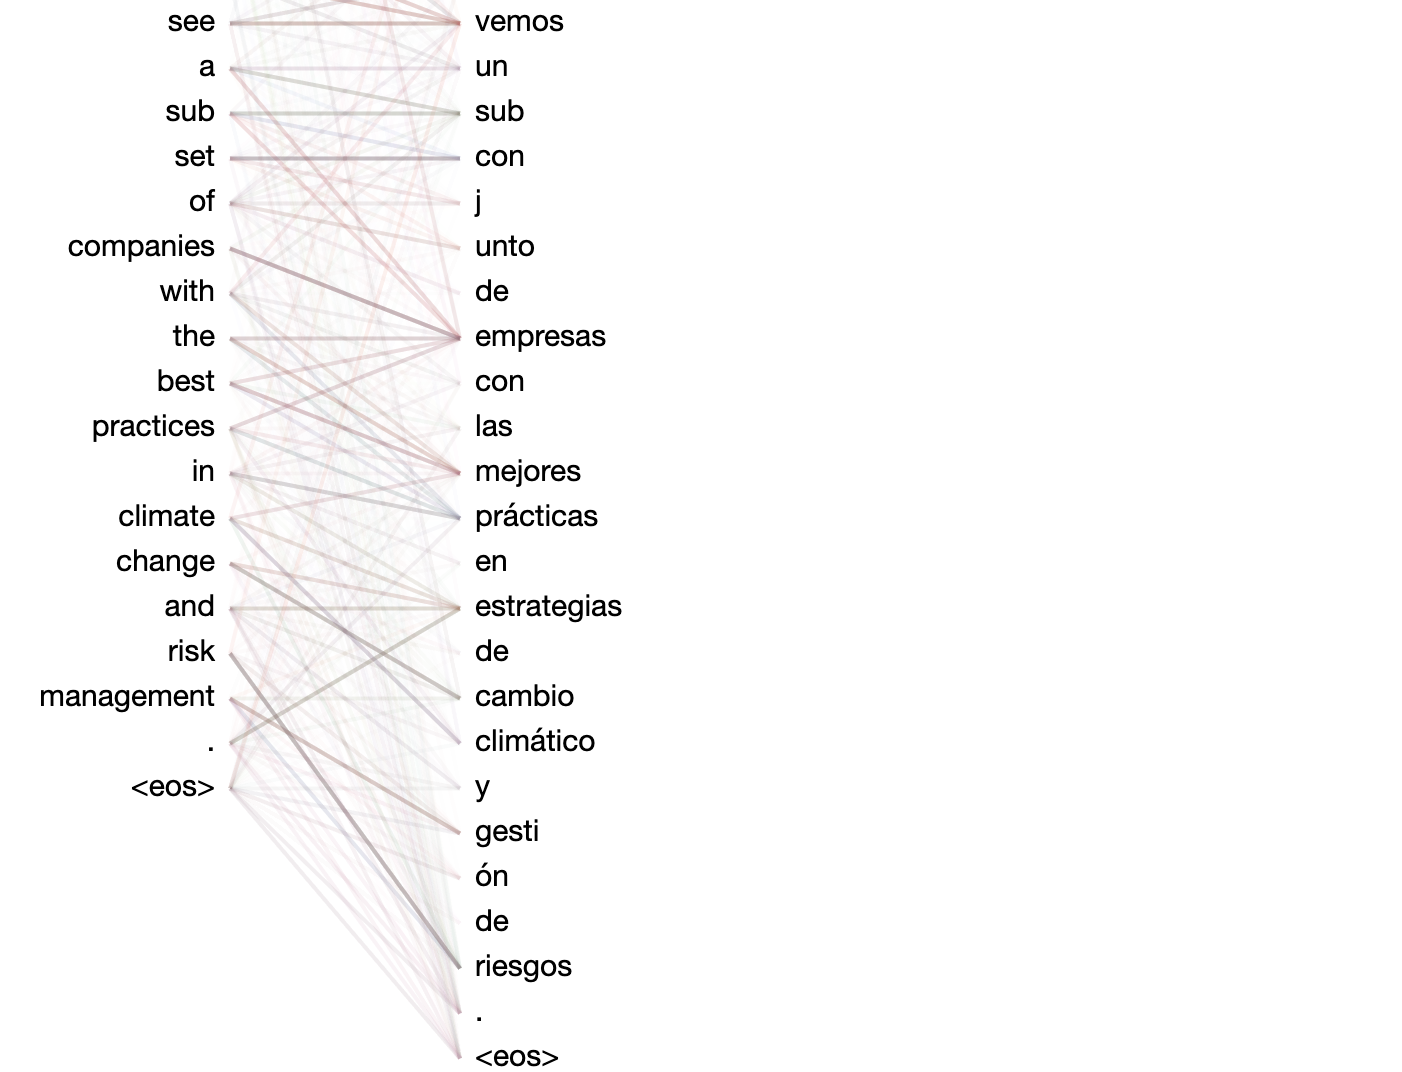 see vemos
a un
sub sub
set con
of j
companies unto
with de
the empresas
best con
practices las
in mejores
climate prácticas
change en
and estrategias
risk de
management cambio
. climático
<eos> y
gesti
ón
de
riesgos
.
<eos>